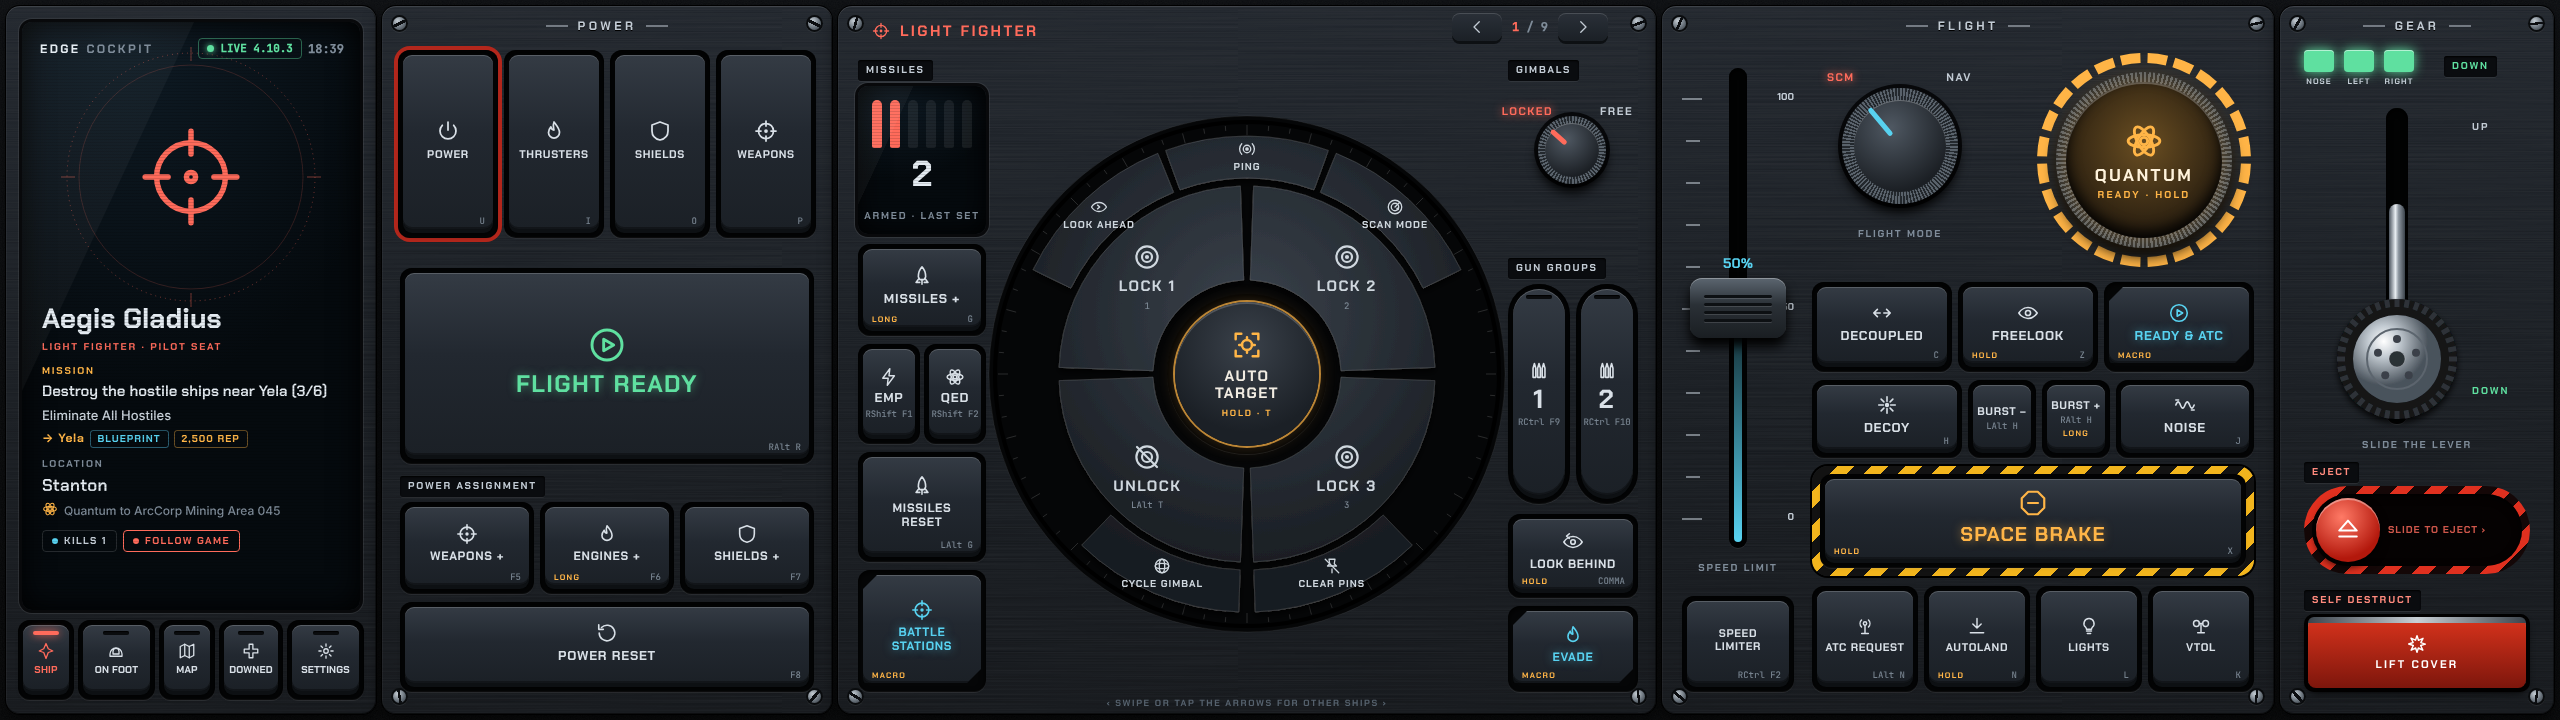 EDGE COCKPIT
LIVE 4.10.3
18:39
Aegis Gladius
LIGHT FIGHTER · PILOT SEAT
MISSION
Destroy the hostile ships near Yela (3/6)
Eliminate All Hostiles
→ Yela BLUEPRINT 2,500 REP
LOCATION
Stanton
Quantum to ArcCorp Mining Area 045
KILLS 1 FOLLOW GAME
SHIP
ON FOOT
MAP
DOWNED
SETTINGS
POWER
POWER
U
THRUSTERS
I
SHIELDS
O
WEAPONS
P
FLIGHT READY
RAlt R
POWER ASSIGNMENT
WEAPONS +
F5
ENGINES +
LONG F6
SHIELDS +
F7
POWER RESET
F8
LIGHT FIGHTER
1 / 9
MISSILES
2
ARMED · LAST SET
MISSILES +
LONG G
EMP
RShift F1
QED
RShift F2
MISSILES
RESET
LAlt G
BATTLE
STATIONS
MACRO
PING
LOOK AHEAD
SCAN MODE
LOCK 1
1
LOCK 2
2
AUTO
TARGET
HOLD · T
UNLOCK
LAlt T
LOCK 3
3
CYCLE GIMBAL
CLEAR PINS
‹ SWIPE OR TAP THE ARROWS FOR OTHER SHIPS ›
GIMBALS
LOCKED
FREE
GUN GROUPS
1
RCtrl F9
2
RCtrl F10
LOOK BEHIND
HOLD COMMA
EVADE
MACRO
FLIGHT
100
50%
50
0
SPEED LIMIT
SPEED
LIMITER
RCtrl F2
SCM
NAV
FLIGHT MODE
QUANTUM
READY · HOLD
DECOUPLED
C
FREELOOK
HOLD Z
READY & ATC
MACRO
DECOY
H
BURST −
LAlt H
BURST +
RAlt H
LONG
NOISE
J
SPACE BRAKE
HOLD X
ATC REQUEST
LAlt N
AUTOLAND
HOLD N
LIGHTS
L
VTOL
K
GEAR
NOSE LEFT RIGHT
DOWN
UP
DOWN
SLIDE THE LEVER
EJECT
SLIDE TO EJECT ›
SELF DESTRUCT
LIFT COVER